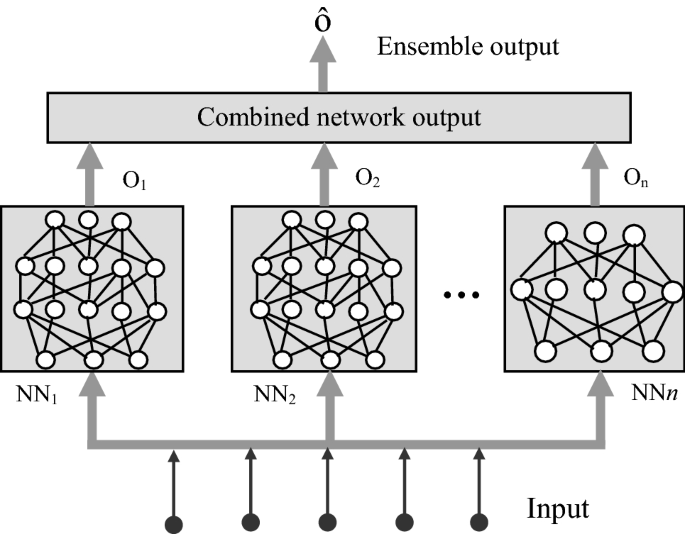 ô
Ensemble output
Combined network output
O₁
O₂
Oₙ
...
NN₁
NN₂
NNn
Input